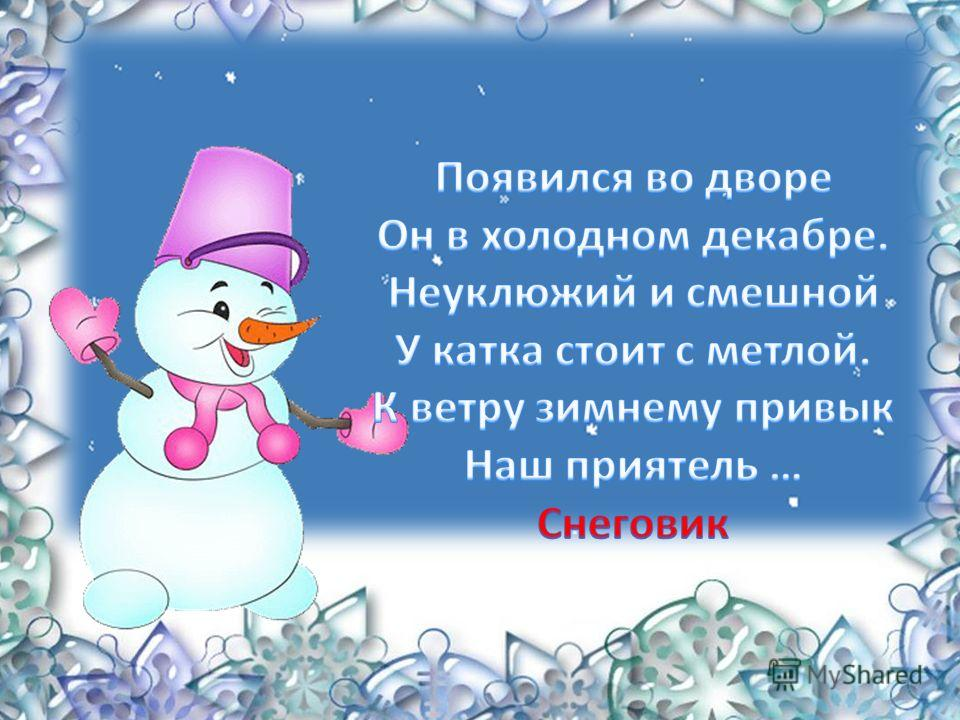 Появился во дворе
Он в холодном декабре.
Неуклюжий и смешной
У катка стоит с метлой.
К ветру зимнему привык
Наш приятель …
Снеговик
MyShared